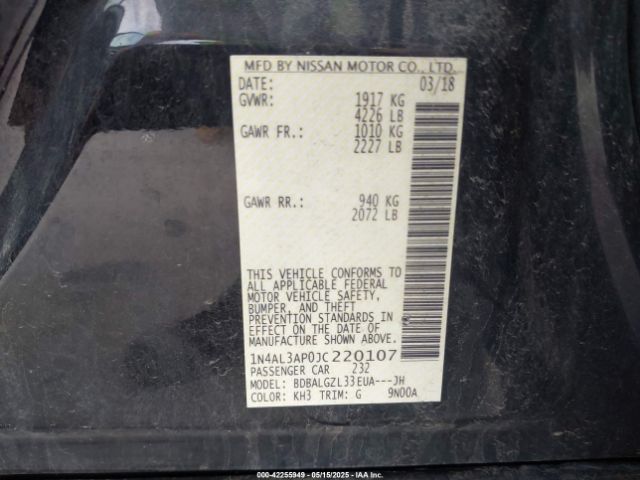 MFD BY NISSAN MOTOR CO., LTD.
DATE: 03/18
GVWR: 1917 KG
4226 LB
GAWR FR.: 1010 KG
2227 LB
GAWR RR.: 940 KG
2072 LB
THIS VEHICLE CONFORMS TO
ALL APPLICABLE FEDERAL
MOTOR VEHICLE SAFETY,
BUMPER, AND THEFT
PREVENTION STANDARDS IN
EFFECT ON THE DATE OF
MANUFACTURE SHOWN ABOVE.
1N4AL3AP0JC220107
PASSENGER CAR 232
MODEL: BDBALGZL33EUA---JH
COLOR: KH3 TRIM: G 9N00A
000-42255949 - 05/15/2025 - IAAI, Inc.